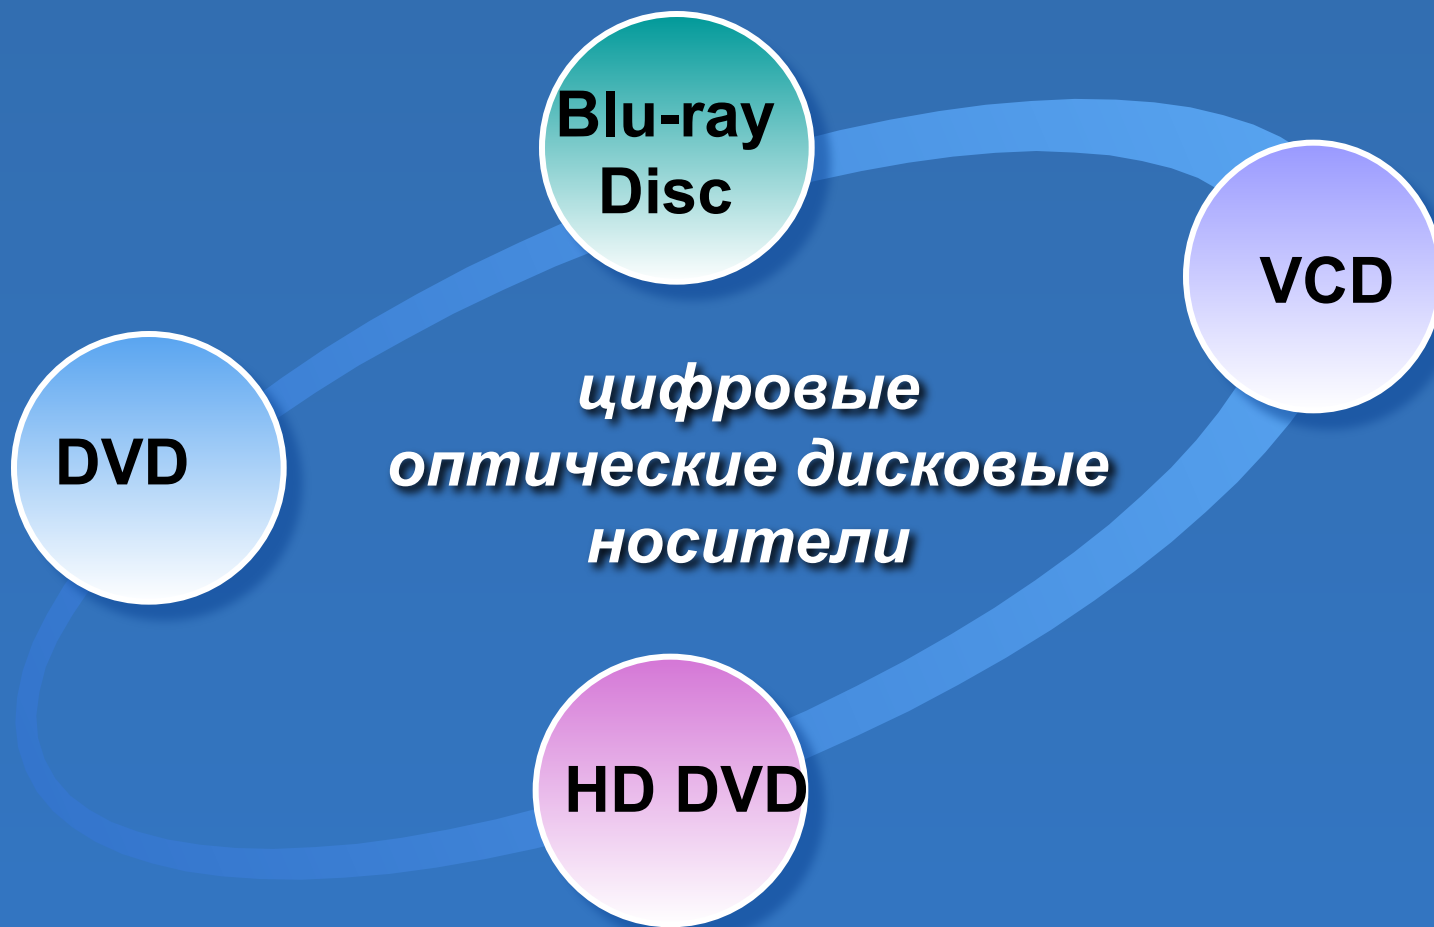 Blu-ray
Disc
VCD
цифровые
оптические дисковые
носители
DVD
HD DVD